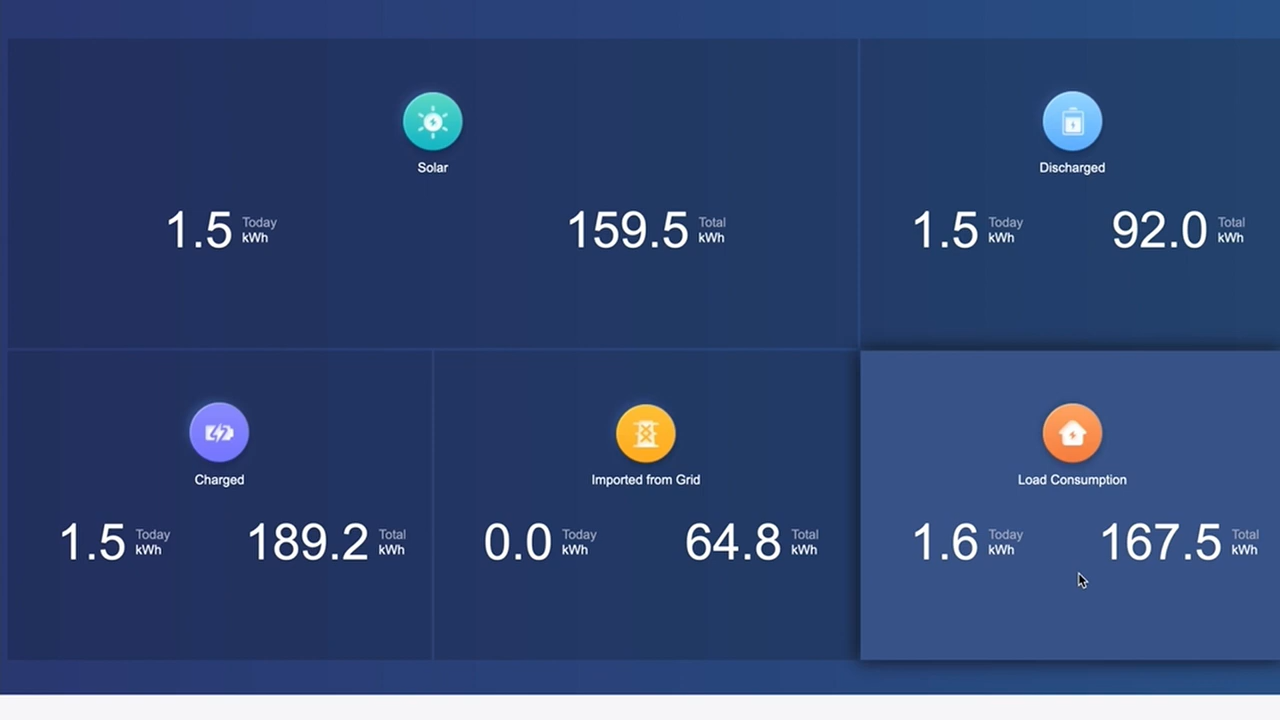 Solar
1.5 Today kWh
159.5 Total kWh
Discharged
1.5 Today kWh
92.0 Total kWh
Charged
1.5 Today kWh
189.2 Total kWh
Imported from Grid
0.0 Today kWh
64.8 Total kWh
Load Consumption
1.6 Today kWh
167.5 Total kWh